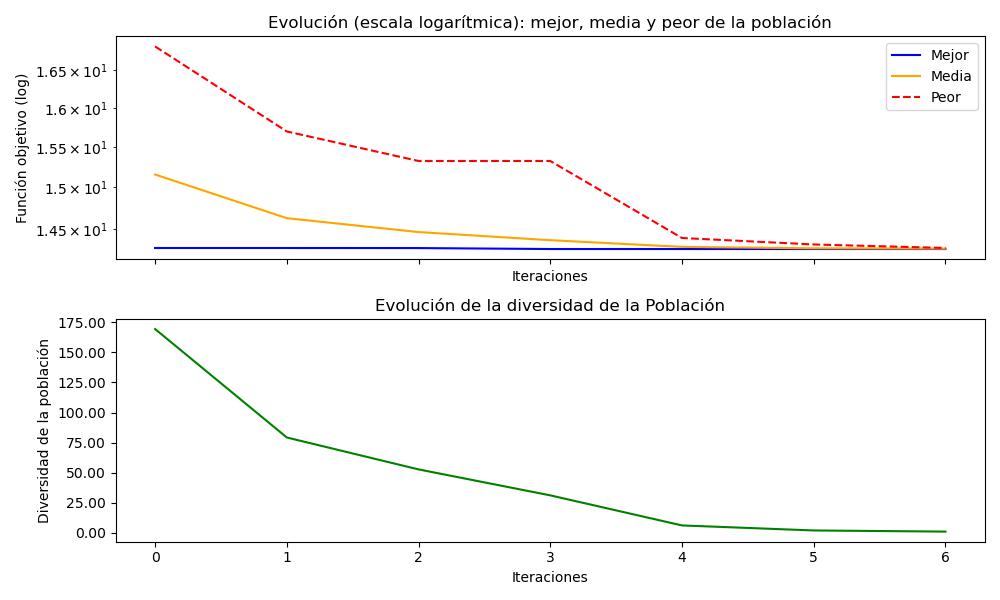 Evolución (escala logarítmica): mejor, media y peor de la población
Función objetivo (log)
1.65 × 10¹
1.6 × 10¹
1.55 × 10¹
1.5 × 10¹
1.45 × 10¹
Mejor
Media
Peor
Iteraciones
Evolución de la diversidad de la Población
Diversidad de la población
175.00
150.00
125.00
100.00
75.00
50.00
25.00
0.00
0 1 2 3 4 5 6
Iteraciones